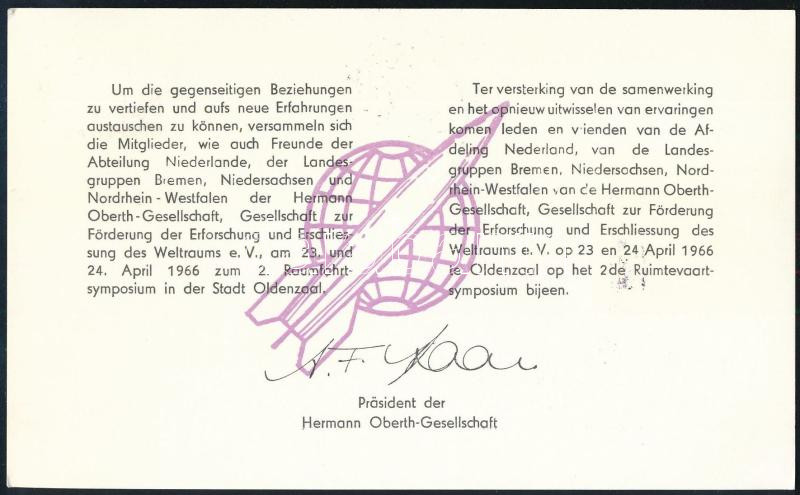 Um die gegenseitigen Beziehungen
zu vertiefen und aufs neue Erfahrungen
austauschen zu können, versammeln sich
die Mitglieder, wie auch Freunde der
Abteilung Niederlande, der Landes-
gruppen Bremen, Niedersachsen und
Nordrhein-Westfalen der Hermann
Oberth-Gesellschaft, Gesellschaft zur
Förderung der Erforschung und Erschlies-
sung des Weltraums e.V., am 23. und
24. April 1966 zum 2. Raumfahrt-
symposium in der Stadt Oldenzaal.
Ter versterking van de samenwerking
en het opnieuw uitwisselen van ervaringen
komen leden en vrienden van de Af-
deling Nederland, van de Landes-
gruppen Bremen, Niedersachsen, Nord-
rhein-Westfalen van de Hermann Oberth-
Gesellschaft, Gesellschaft zur Förderung
der Erforschung und Erschliessung des
Weltraums e. V. op 23 en 24 April 1966
te Oldenzaal op het 2de Ruimtevaart-
symposium bijeen.
A. F.
Präsident der
Hermann Oberth-Gesellschaft